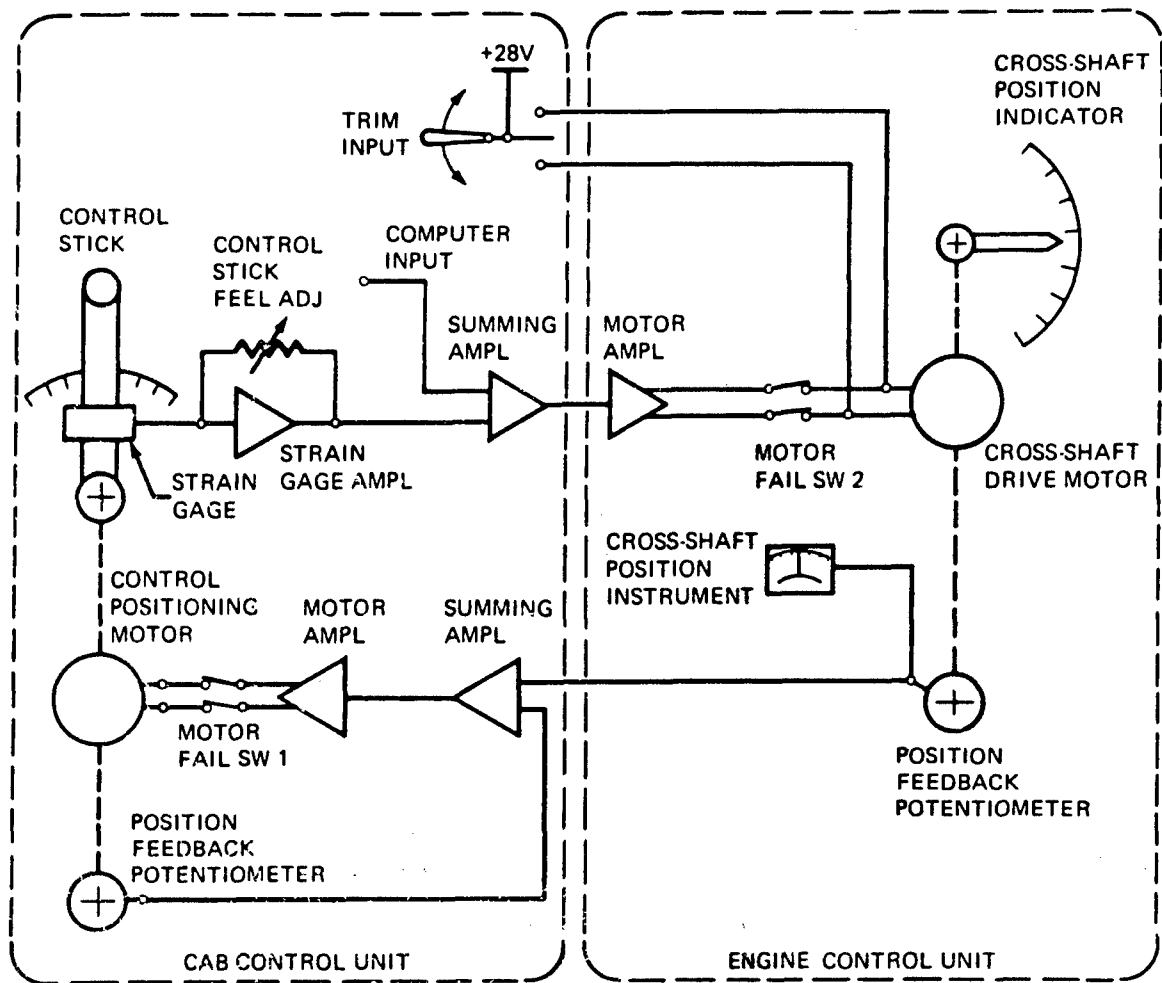 +28V
TRIM
INPUT
CROSS-SHAFT
POSITION
INDICATOR
CONTROL
STICK
CONTROL
STICK
FEEL ADJ
COMPUTER
INPUT
SUMMING
AMPL
MOTOR
AMPL
STRAIN
GAGE
STRAIN
GAGE AMPL
MOTOR
FAIL SW 2
CROSS-SHAFT
DRIVE MOTOR
CROSS-SHAFT
POSITION
INSTRUMENT
CONTROL
POSITIONING
MOTOR
MOTOR
AMPL
SUMMING
AMPL
MOTOR
FAIL SW 1
POSITION
FEEDBACK
POTENTIOMETER
POSITION
FEEDBACK
POTENTIOMETER
CAB CONTROL UNIT
ENGINE CONTROL UNIT